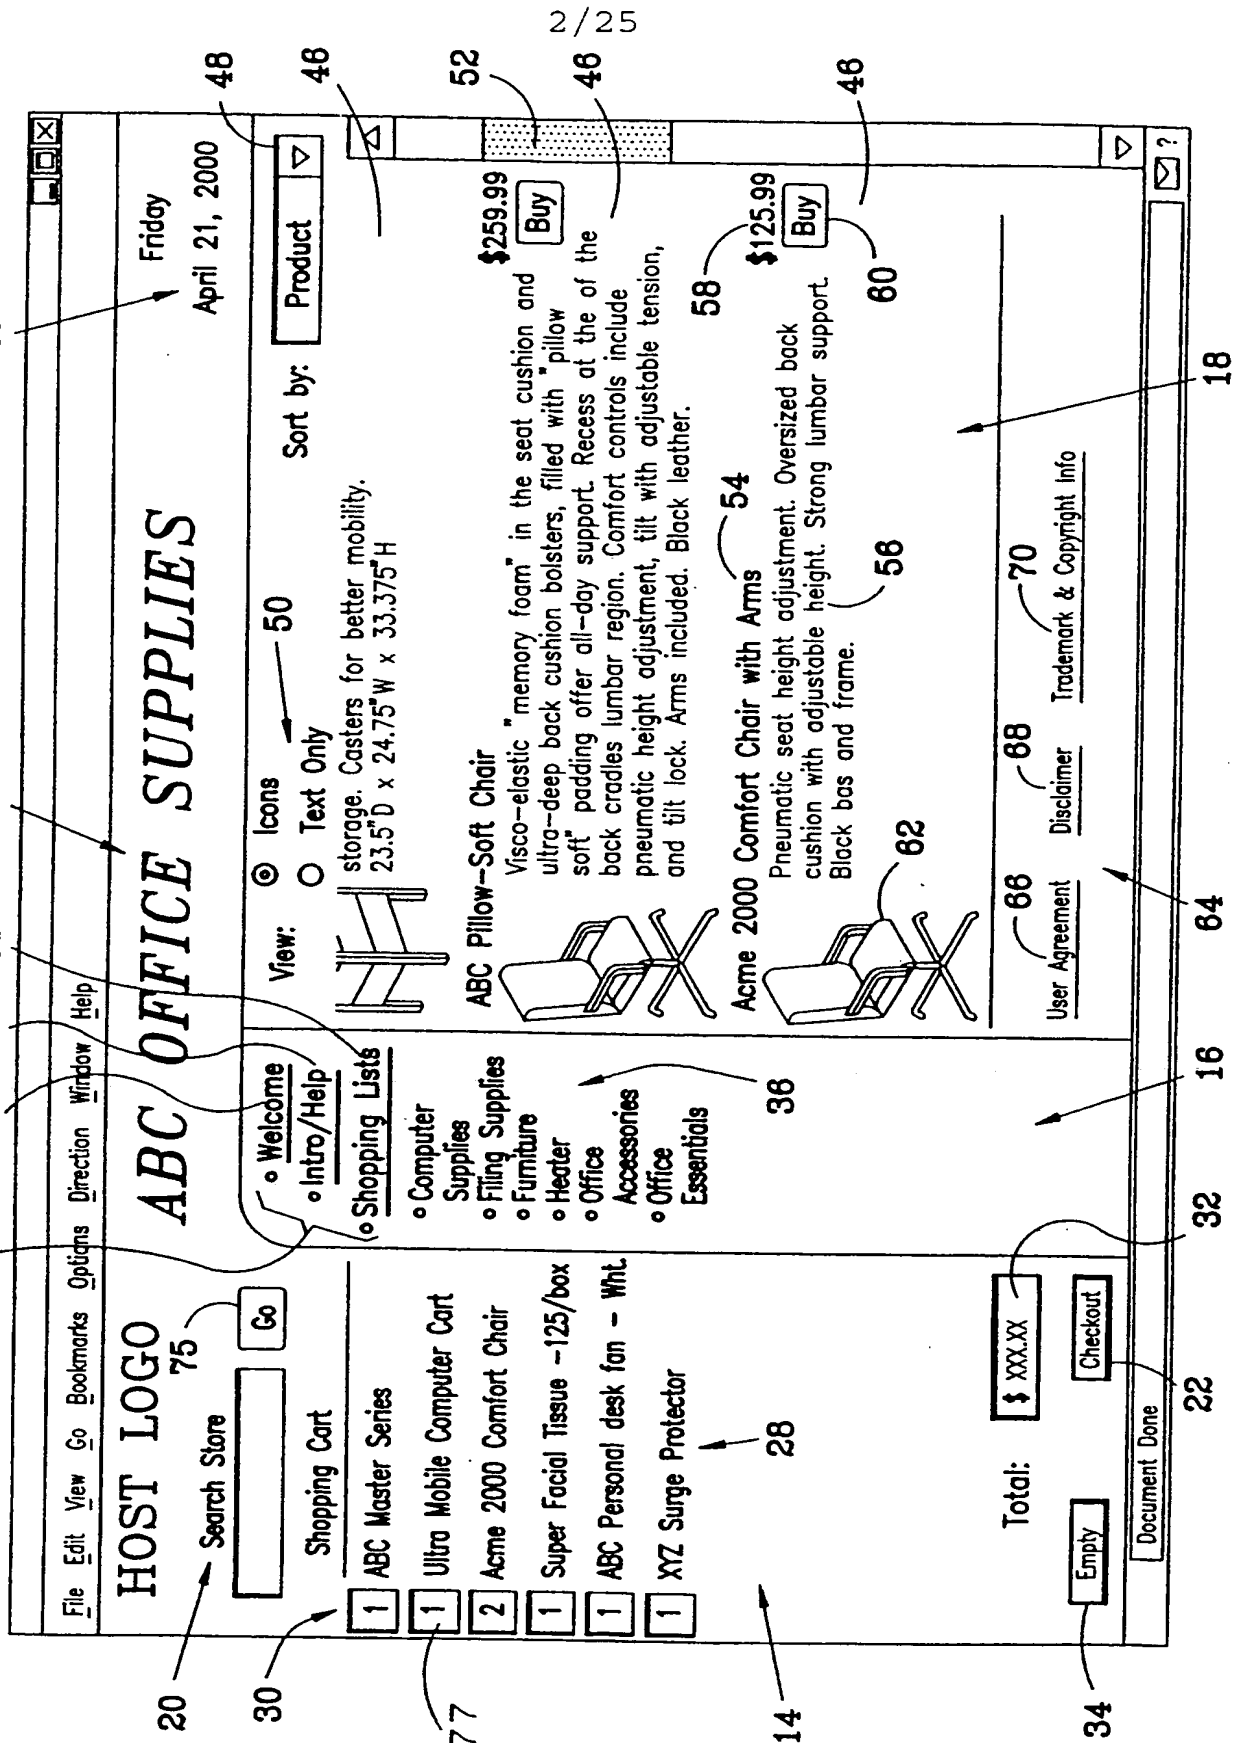 2/25
File Edit View Go Bookmarks Options Direction Window Help
HOST LOGO
ABC OFFICE SUPPLIES
Friday
April 21, 2000
20
Search Store
75
Go
Shopping Cart
30
1 ABC Master Series
77
1 Ultra Mobile Computer Cart
2 Acme 2000 Comfort Chair
1 Super Facial Tissue -125/box
1 ABC Personal desk fan - Wht.
1 XYZ Surge Protector
28
14
Total:
$ XXX.XX
32
34
Empty
Checkout
22
Document Done
Welcome
Intro/Help
Shopping Lists
Computer
Supplies
Filing Supplies
Furniture
Heater
Office
Accessories
Office
Essentials
36
16
View:
Icons
Text Only
50
Sort by:
Product
48
46
storage. Casters for better mobility.
23.5"D x 24.75"W x 33.375"H
52
ABC Pillow-Soft Chair
$259.99
Buy
Visco-elastic "memory foam" in the seat cushion and
ultra-deep back cushion bolsters, filled with "pillow
soft" padding offer all-day support. Recess at the of the
back cradles lumbar region. Comfort controls include
pneumatic height adjustment, tilt with adjustable tension,
and tilt lock. Arms included. Black leather.
46
Acme 2000 Comfort Chair with Arms
54
58
$125.99
Buy
60
46
Pneumatic seat height adjustment. Oversized back
cushion with adjustable height. Strong lumbar support.
Black bas and frame.
56
62
18
66
68
70
User Agreement
Disclaimer
Trademark & Copyright Info
64
?